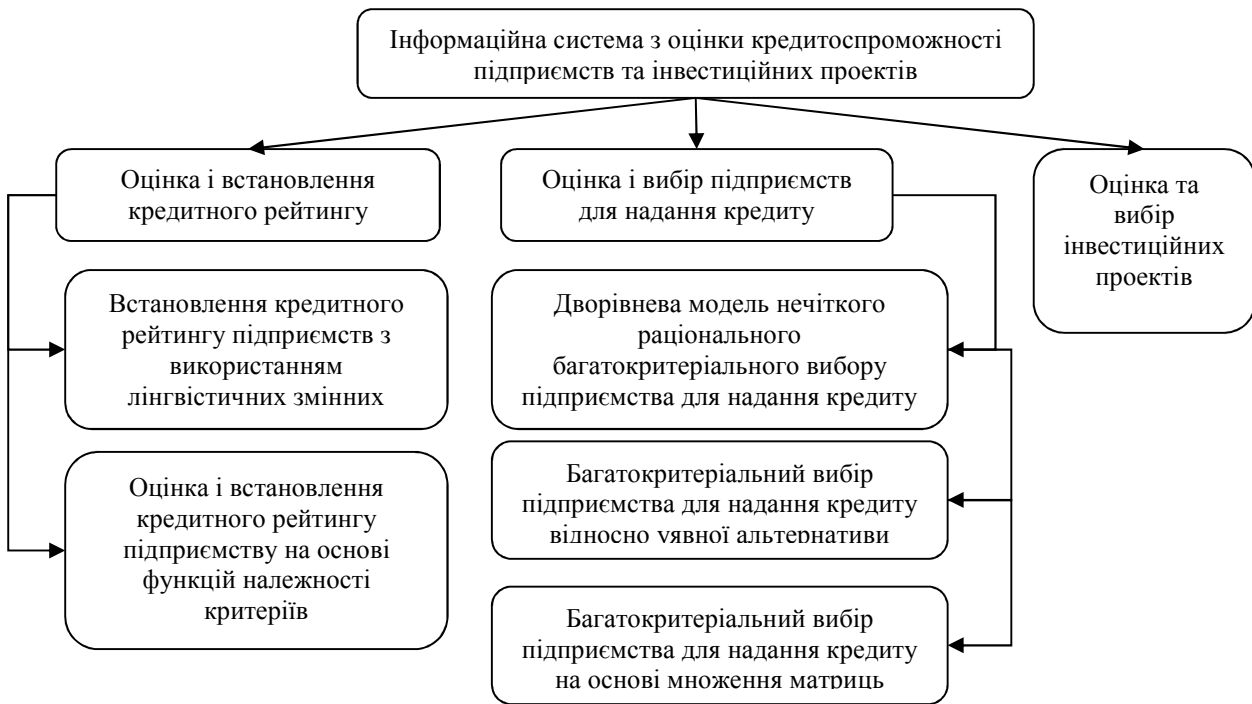 Інформаційна система з оцінки кредитоспроможності
підприємств та інвестиційних проектів
Оцінка і встановлення
кредитного рейтингу
Оцінка і вибір підприємств
для надання кредиту
Оцінка та
вибір
інвестиційних
проектів
Встановлення кредитного
рейтингу підприємств з
використанням
лінгвістичних змінних
Дворівнева модель нечіткого
раціонального
багатокритеріального вибору
підприємства для надання кредиту
Оцінка і встановлення
кредитного рейтингу
підприємству на основі
функцій належності
критеріїв
Багатокритеріальний вибір
підприємства для надання кредиту
відносно уявної альтернативи
Багатокритеріальний вибір
підприємства для надання кредиту
на основі множення матриць